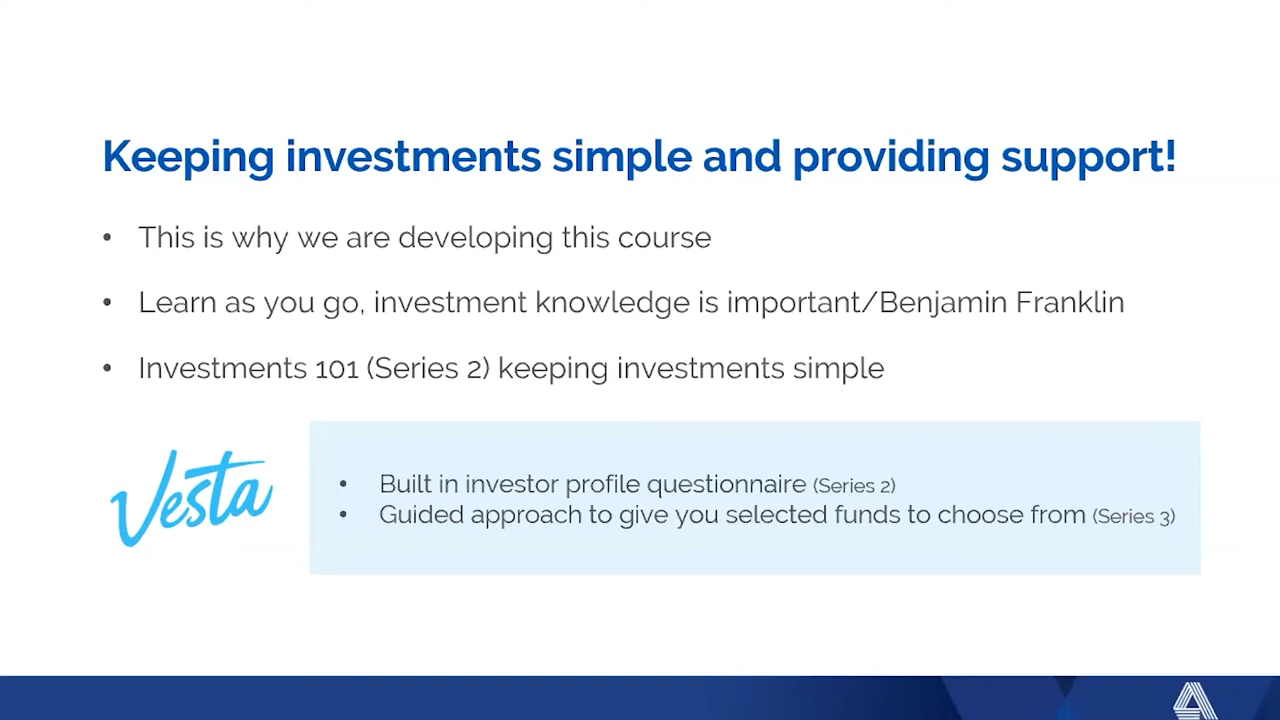 Keeping investments simple and providing support!
• This is why we are developing this course
• Learn as you go, investment knowledge is important/Benjamin Franklin
• Investments 101 (Series 2) keeping investments simple
Vesta
• Built in investor profile questionnaire (Series 2)
• Guided approach to give you selected funds to choose from (Series 3)